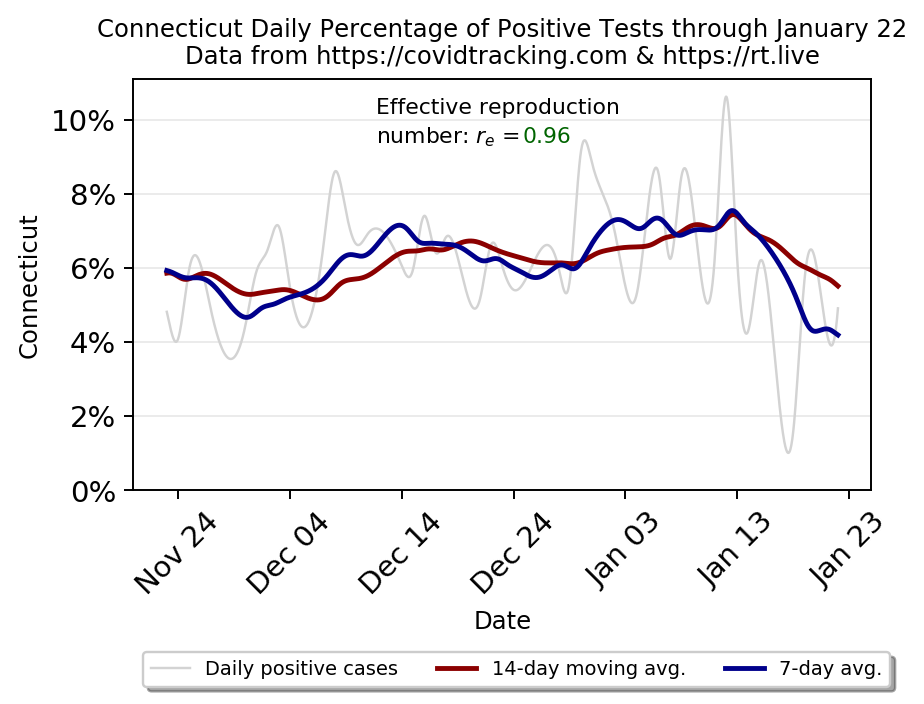 Connecticut Daily Percentage of Positive Tests through January 22
Data from https://covidtracking.com & https://rt.live
Effective reproduction
number: rₑ =0.96
Connecticut
10%
8%
6%
4%
2%
0%
Nov 24
Dec 04
Dec 14
Dec 24
Jan 03
Jan 13
Jan 23
Date
Daily positive cases
14-day moving avg.
7-day avg.